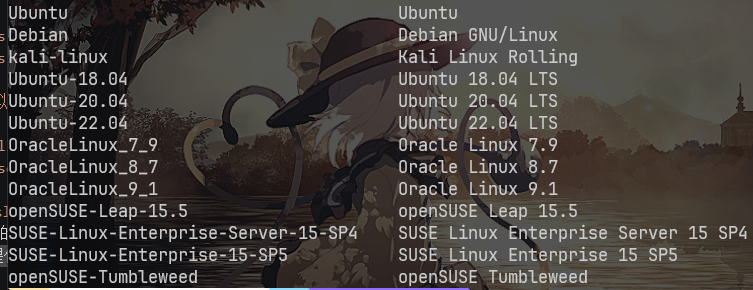 Ubuntu Ubuntu
Debian Debian GNU/Linux
kali-linux Kali Linux Rolling
Ubuntu-18.04 Ubuntu 18.04 LTS
Ubuntu-20.04 Ubuntu 20.04 LTS
Ubuntu-22.04 Ubuntu 22.04 LTS
OracleLinux_7_9 Oracle Linux 7.9
OracleLinux_8_7 Oracle Linux 8.7
OracleLinux_9_1 Oracle Linux 9.1
openSUSE-Leap-15.5 openSUSE Leap 15.5
SUSE-Linux-Enterprise-Server-15-SP4 SUSE Linux Enterprise Server 15 SP4
SUSE-Linux-Enterprise-15-SP5 SUSE Linux Enterprise 15 SP5
openSUSE-Tumbleweed openSUSE Tumbleweed